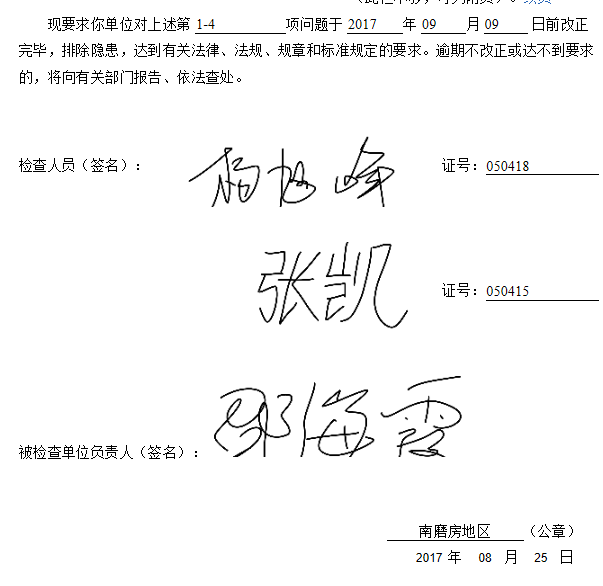 现要求你单位对上述第 1-4 项问题于 2017 年 09 月 09 日前改正
完毕，排除隐患，达到有关法律、法规、规章和标准规定的要求。逾期不改正或达不到要求
的，将向有关部门报告、依法查处。
检查人员（签名）： 证号：050418
张凯 证号：050415
邵海霞
被检查单位负责人（签名）：
南磨房地区 （公章）
2017 年 08 月 25 日